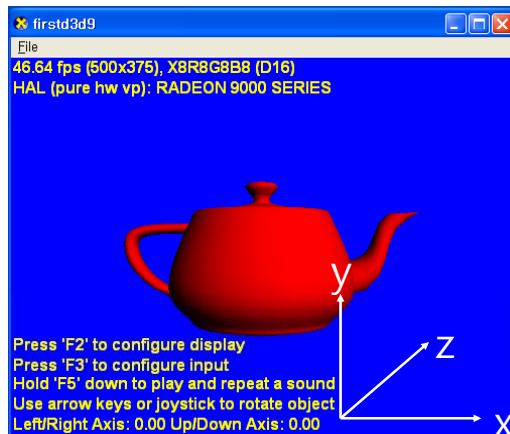 firstd3d9
File
46.64 fps (500x375), X8R8G8B8 (D16)
HAL (pure hw vp): RADEON 9000 SERIES
y
z
Press 'F2' to configure display
Press 'F3' to configure input
Hold 'F5' down to play and repeat a sound
Use arrow keys or joystick to rotate object
Left/Right Axis: 0.00 Up/Down Axis: 0.00
x